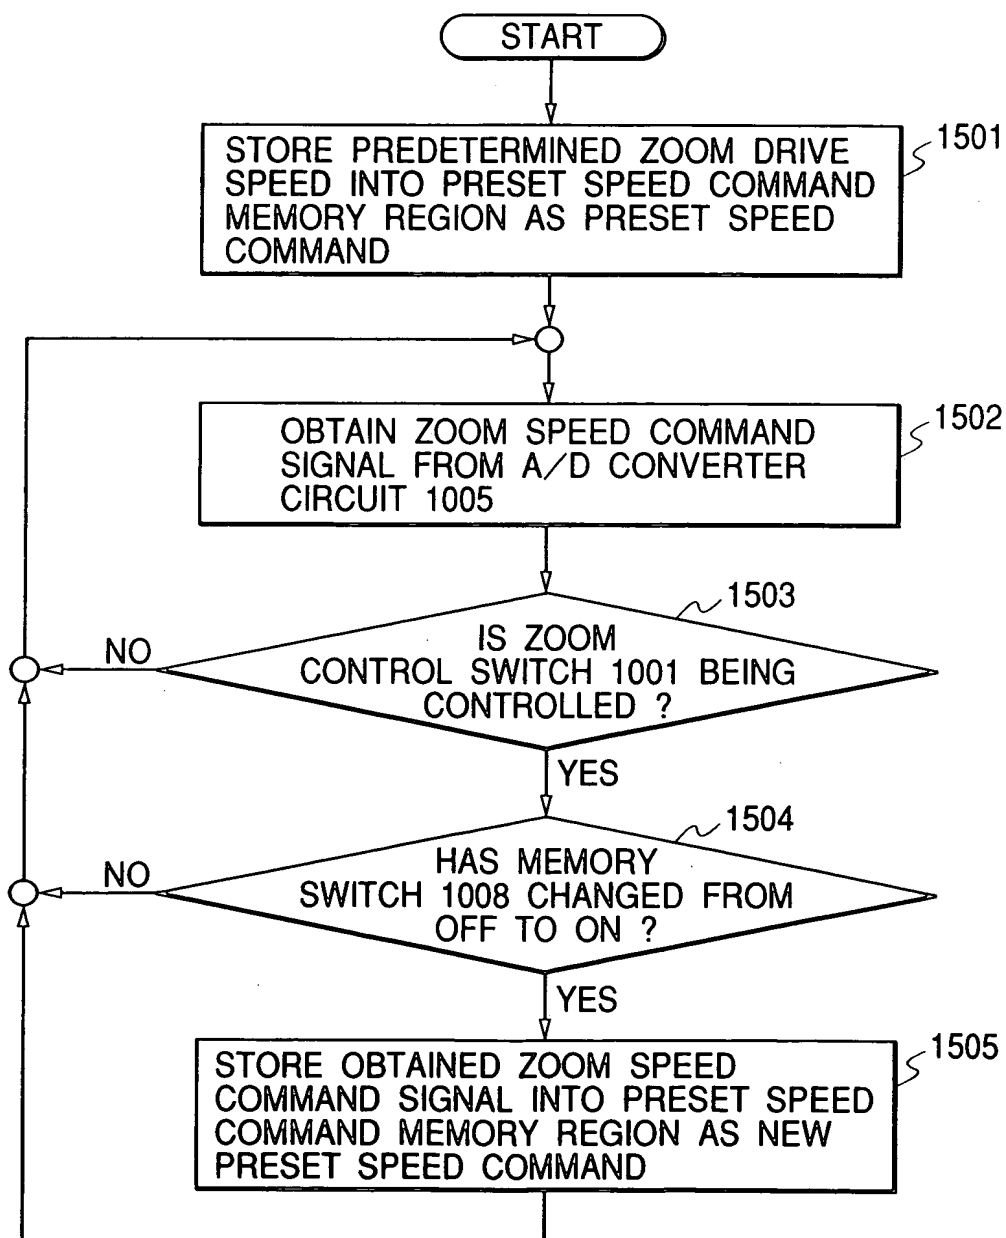 START
1501
STORE PREDETERMINED ZOOM DRIVE
SPEED INTO PRESET SPEED COMMAND
MEMORY REGION AS PRESET SPEED
COMMAND
1502
OBTAIN ZOOM SPEED COMMAND
SIGNAL FROM A/D CONVERTER
CIRCUIT 1005
1503
IS ZOOM
CONTROL SWITCH 1001 BEING
CONTROLLED ?
NO
YES
1504
HAS MEMORY
SWITCH 1008 CHANGED FROM
OFF TO ON ?
NO
YES
1505
STORE OBTAINED ZOOM SPEED
COMMAND SIGNAL INTO PRESET SPEED
COMMAND MEMORY REGION AS NEW
PRESET SPEED COMMAND